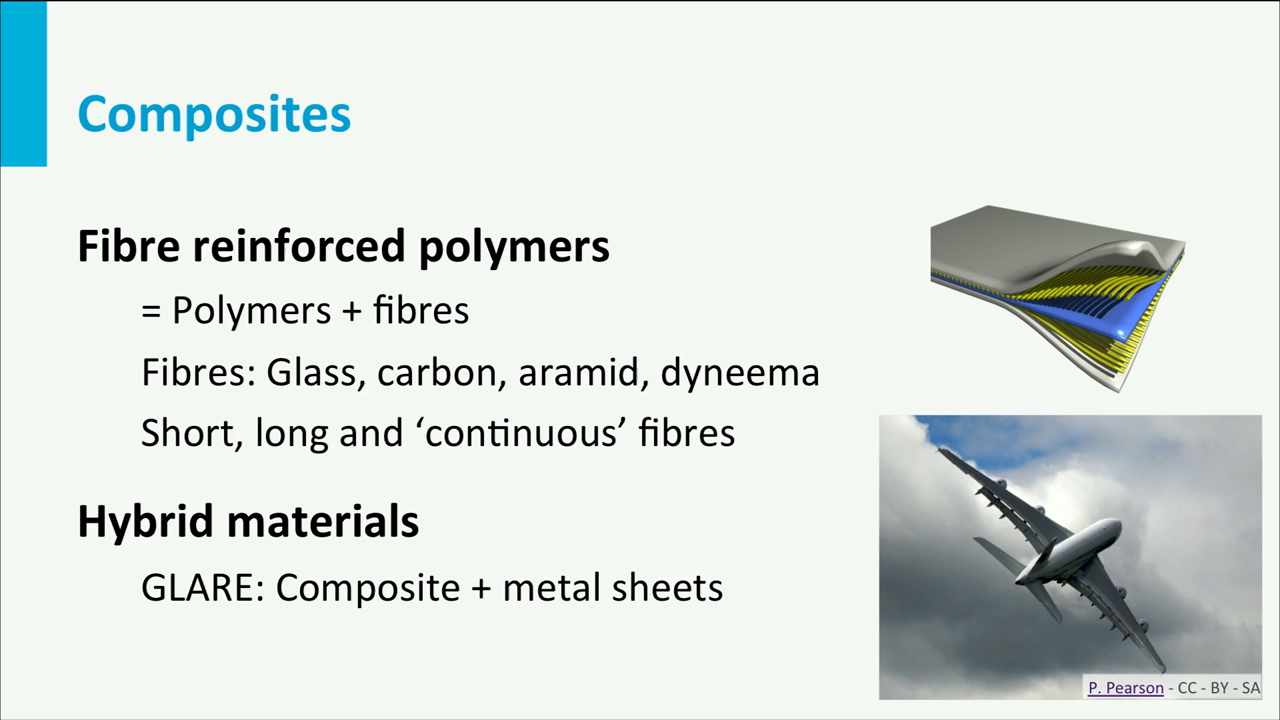 Composites
Fibre reinforced polymers
= Polymers + fibres
Fibres: Glass, carbon, aramid, dyneema
Short, long and ‘continuous’ fibres
Hybrid materials
GLARE: Composite + metal sheets
P. Pearson - CC - BY - SA